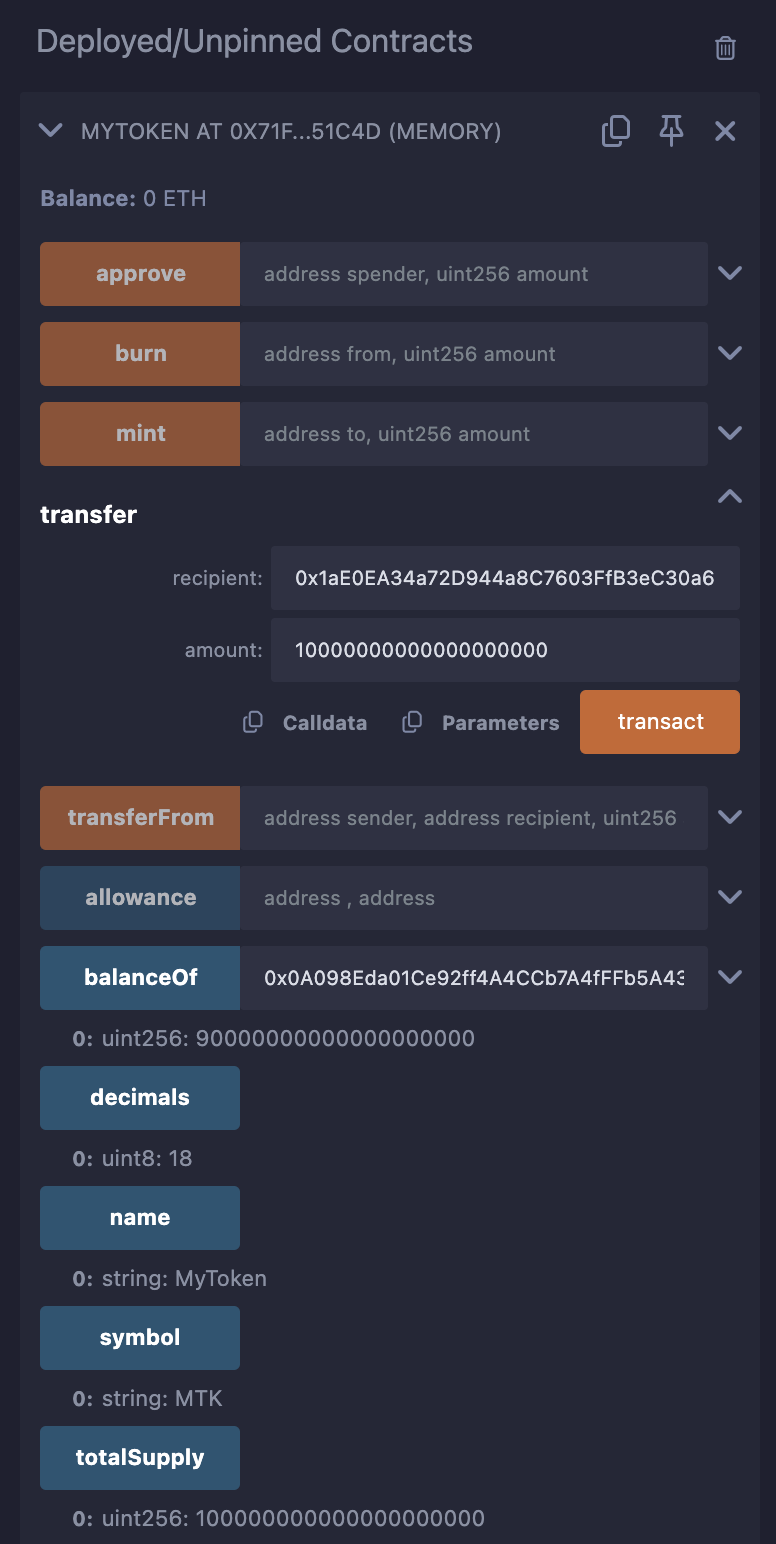 Deployed/Unpinned Contracts
MYTOKEN AT 0X71F...51C4D (MEMORY)
Balance: 0 ETH
approve address spender, uint256 amount
burn address from, uint256 amount
mint address to, uint256 amount
transfer
recipient: 0x1aE0EA34a72D944a8C7603FfB3eC30a6
amount: 10000000000000000000
Calldata Parameters transact
transferFrom address sender, address recipient, uint256
allowance address , address
balanceOf 0x0A098Eda01Ce92ff4A4CCb7A4fFFb5A43
0: uint256: 90000000000000000000
decimals
0: uint8: 18
name
0: string: MyToken
symbol
0: string: MTK
totalSupply
0: uint256: 100000000000000000000